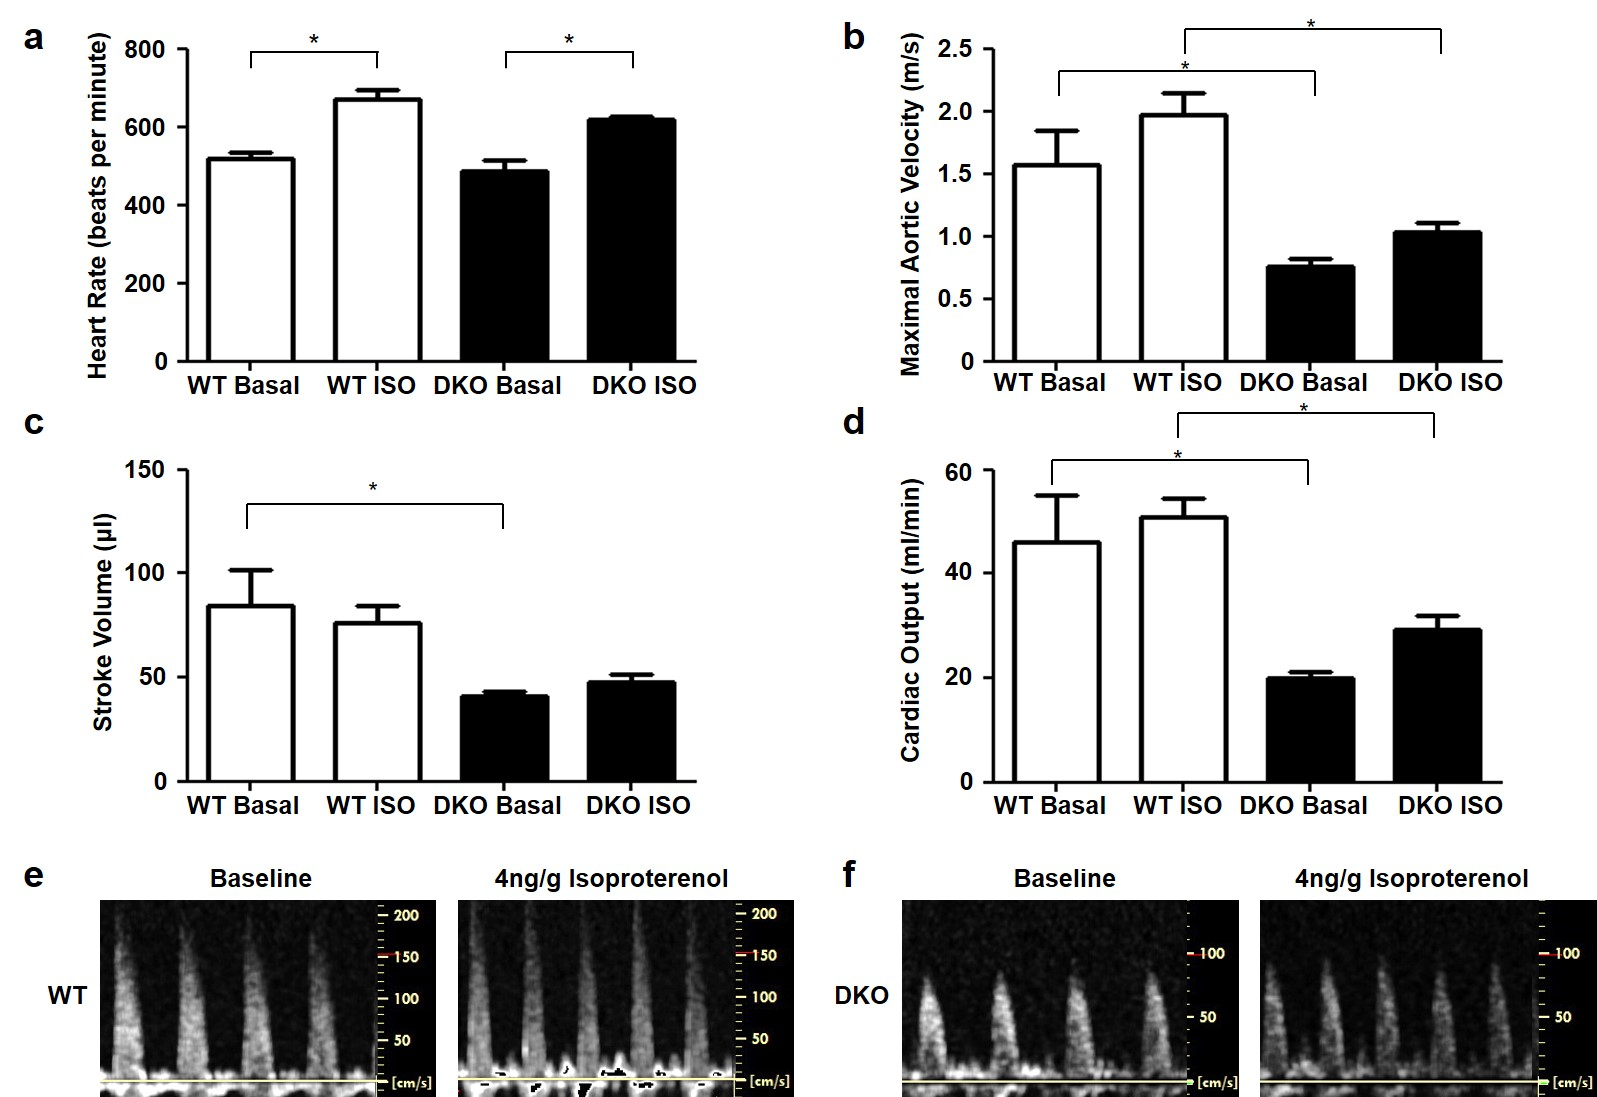 a
Heart Rate (beats per minute)
800
600
400
200
0
*
*
WT Basal WT ISO DKO Basal DKO ISO
b
Maximal Aortic Velocity (m/s)
2.5
2.0
1.5
1.0
0.5
0
*
*
WT Basal WT ISO DKO Basal DKO ISO
c
Stroke Volume (µl)
150
100
50
0
*
WT Basal WT ISO DKO Basal DKO ISO
d
Cardiac Output (ml/min)
60
40
20
0
*
*
WT Basal WT ISO DKO Basal DKO ISO
e
Baseline
4ng/g Isoproterenol
WT
200
150
100
50
[cm/s]
200
150
100
50
[cm/s]
f
Baseline
4ng/g Isoproterenol
DKO
100
50
[cm/s]
100
50
[cm/s]